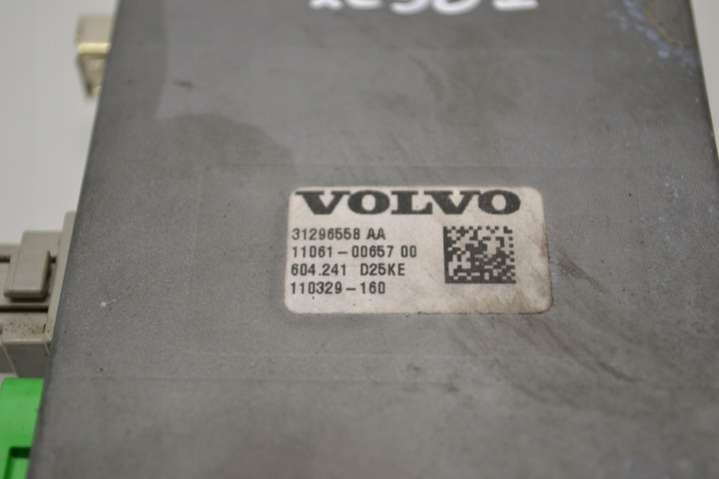 VOLVO
31296558 AA
11061-00657 00
604.241 D25KE
110329-160